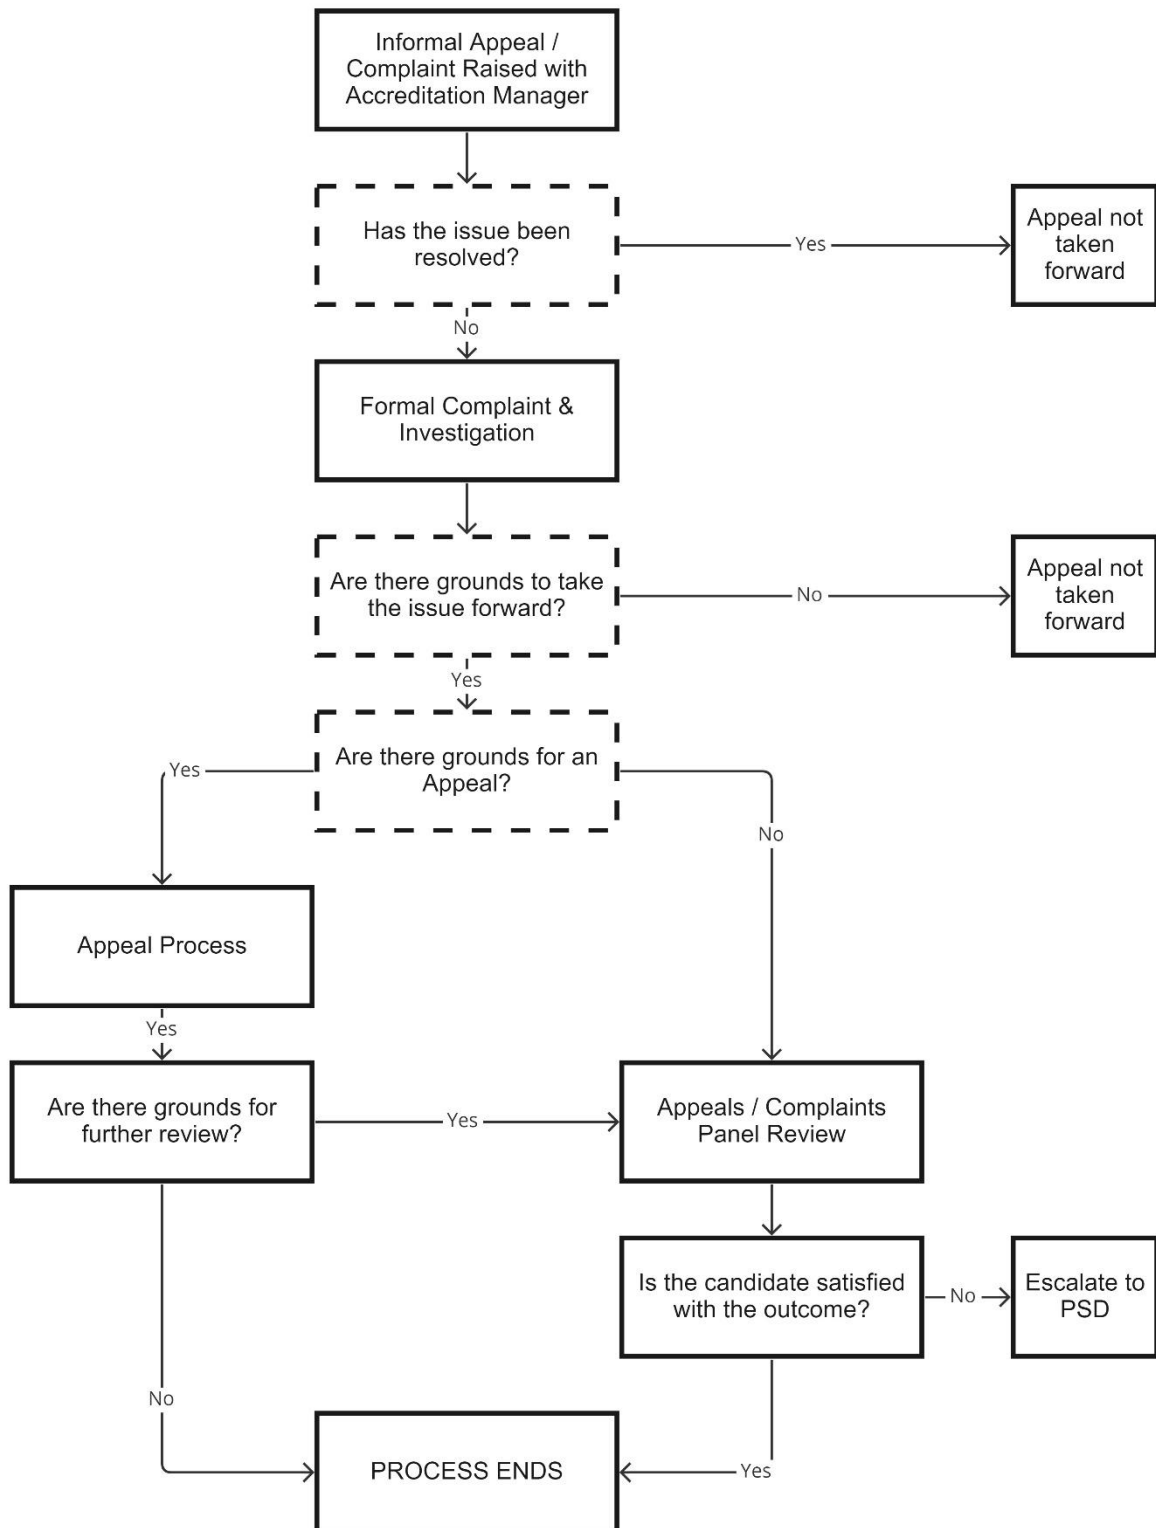 Informal Appeal /
Complaint Raised with
Accreditation Manager
Has the issue been
resolved?
Yes
Appeal not
taken
forward
No
Formal Complaint &
Investigation
Are there grounds to take
the issue forward?
No
Appeal not
taken
forward
Yes
Are there grounds for an
Appeal?
Yes
No
Appeal Process
Yes
Are there grounds for
further review?
Yes
Appeals / Complaints
Panel Review
Is the candidate satisfied
with the outcome?
No
Escalate to
PSD
No
PROCESS ENDS
Yes